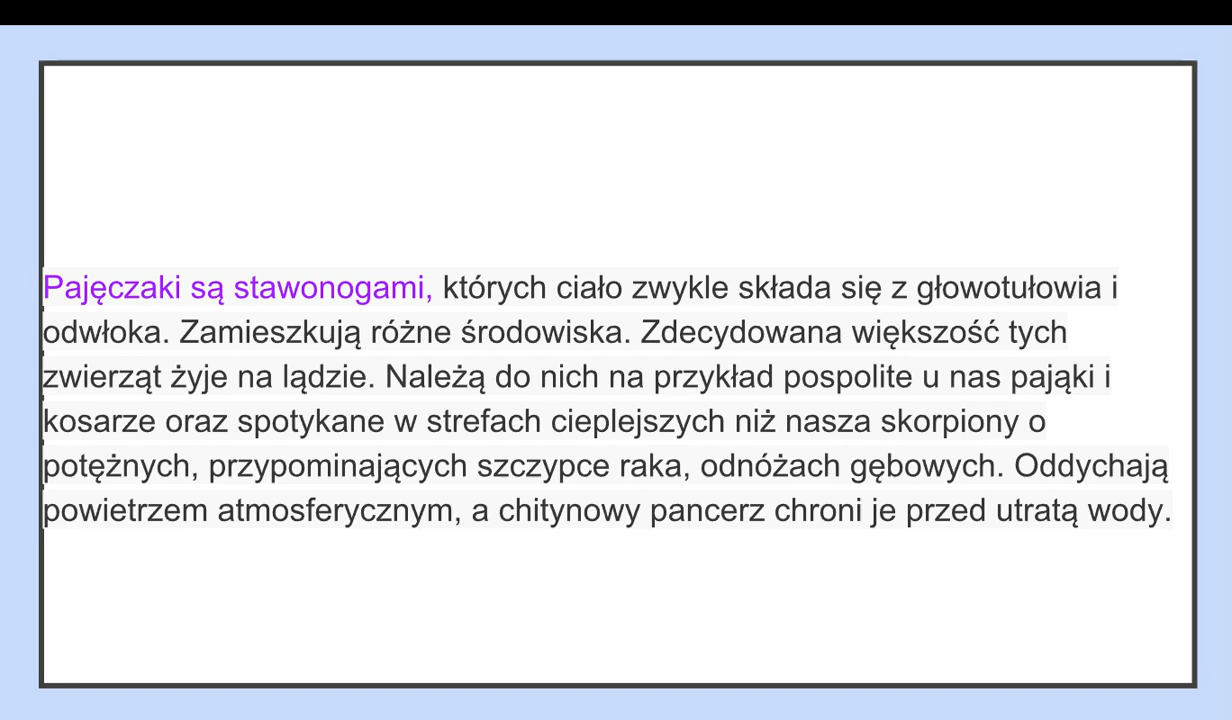 Pajęczaki są stawonogami, których ciało zwykle składa się z głowotułowia i
odwłoka. Zamieszkują różne środowiska. Zdecydowana większość tych
zwierząt żyje na lądzie. Należą do nich na przykład pospolite u nas pająki i
kosarze oraz spotykane w strefach cieplejszych niż nasza skorpiony o
potężnych, przypominających szczypce raka, odnóżach gębowych. Oddychają
powietrzem atmosferycznym, a chitynowy pancerz chroni je przed utratą wody.